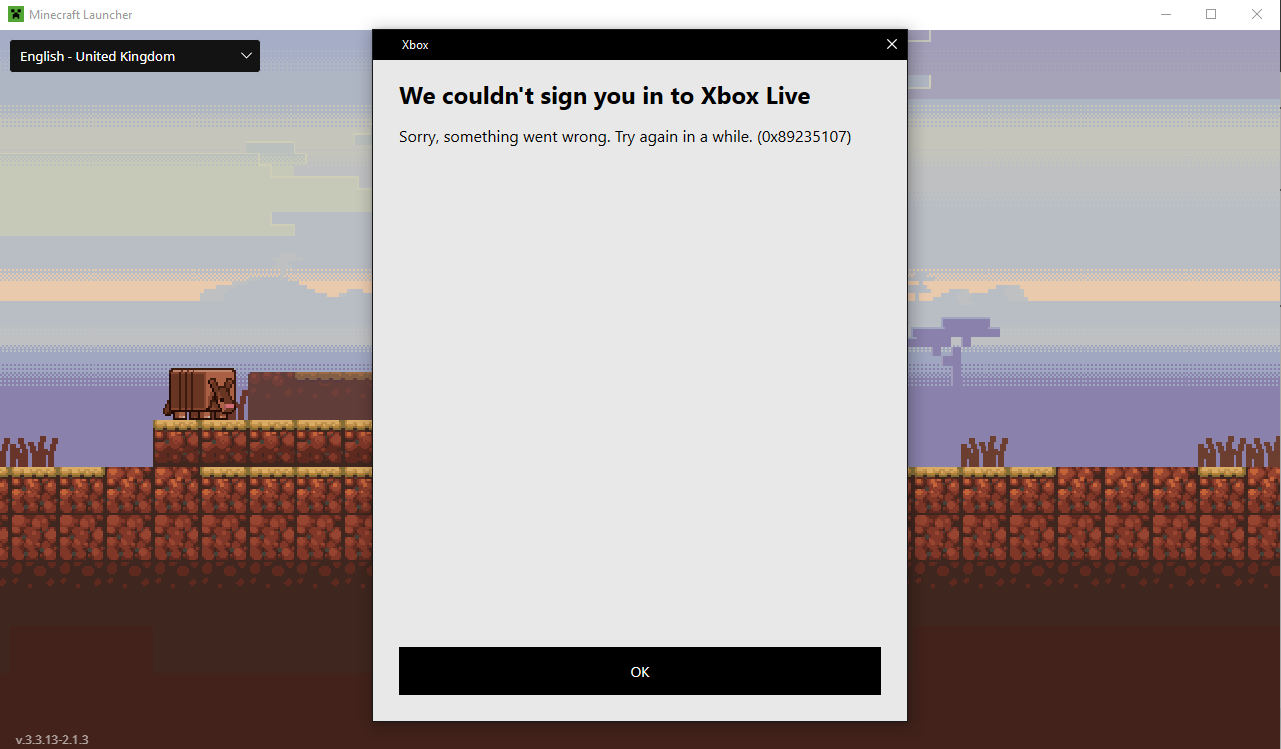 Minecraft Launcher
English - United Kingdom
Xbox
We couldn't sign you in to Xbox Live
Sorry, something went wrong. Try again in a while. (0x89235107)
OK
v.3.3.13-2.1.3